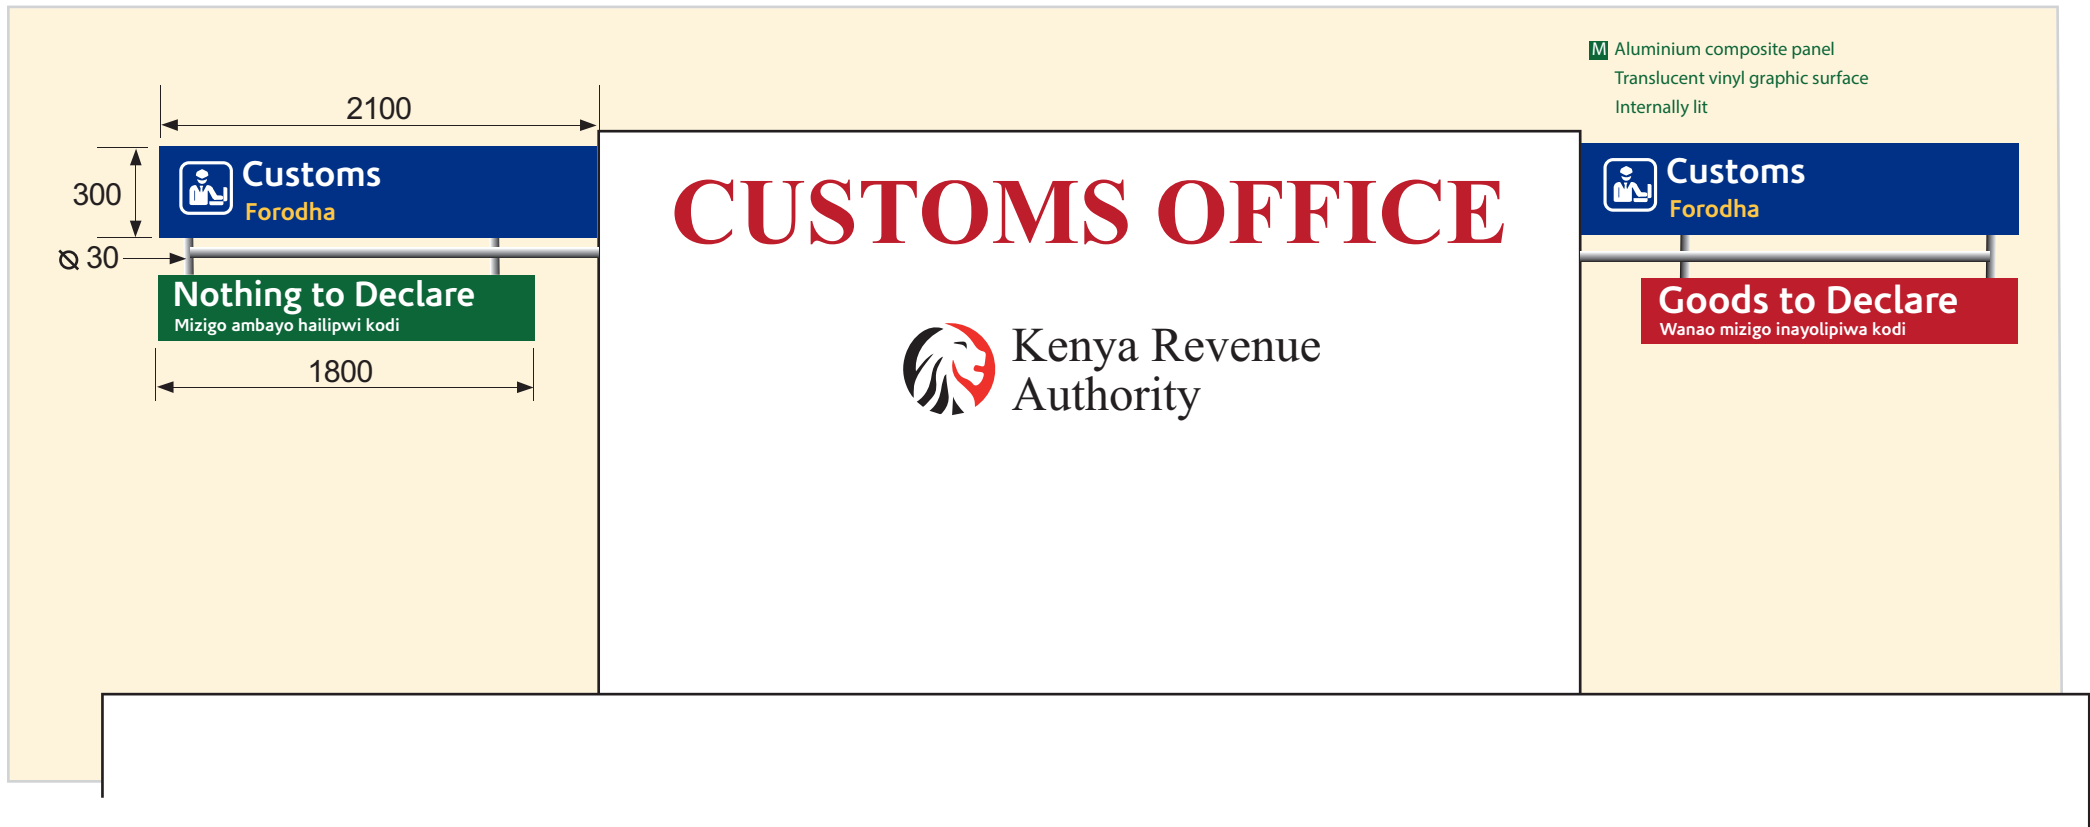 M Aluminium composite panel
Translucent vinyl graphic surface
Internally lit
2100
300
Customs
Forodha
ø 30
Nothing to Declare
Mizigo ambayo hailipwi kodi
1800
CUSTOMS OFFICE
Kenya Revenue
Authority
Customs
Forodha
Goods to Declare
Wanao mizigo inayolipiwa kodi